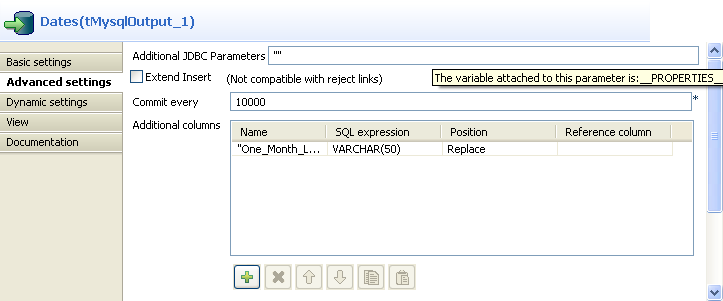 Dates(tMysqlOutput_1)
Basic settings
Advanced settings
Dynamic settings
View
Documentation
Additional JDBC Parameters ""
Extend Insert (Not compatible with reject links)
The variable attached to this parameter is:__PROPERTIES__
Commit every 10000 *
Additional columns
Name SQL expression Position Reference column
"One_Month_L... VARCHAR(50) Replace